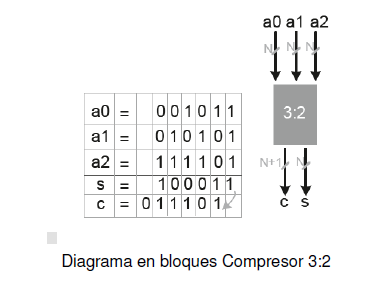 a0 a1 a2
N N N
3:2
N+1 N
c s
a0 = 0 0 1 0 1 1
a1 = 0 1 0 1 0 1
a2 = 1 1 1 1 0 1
s = 1 0 0 0 1 1
c = 0 1 1 1 0 1
Diagrama en bloques Compresor 3:2